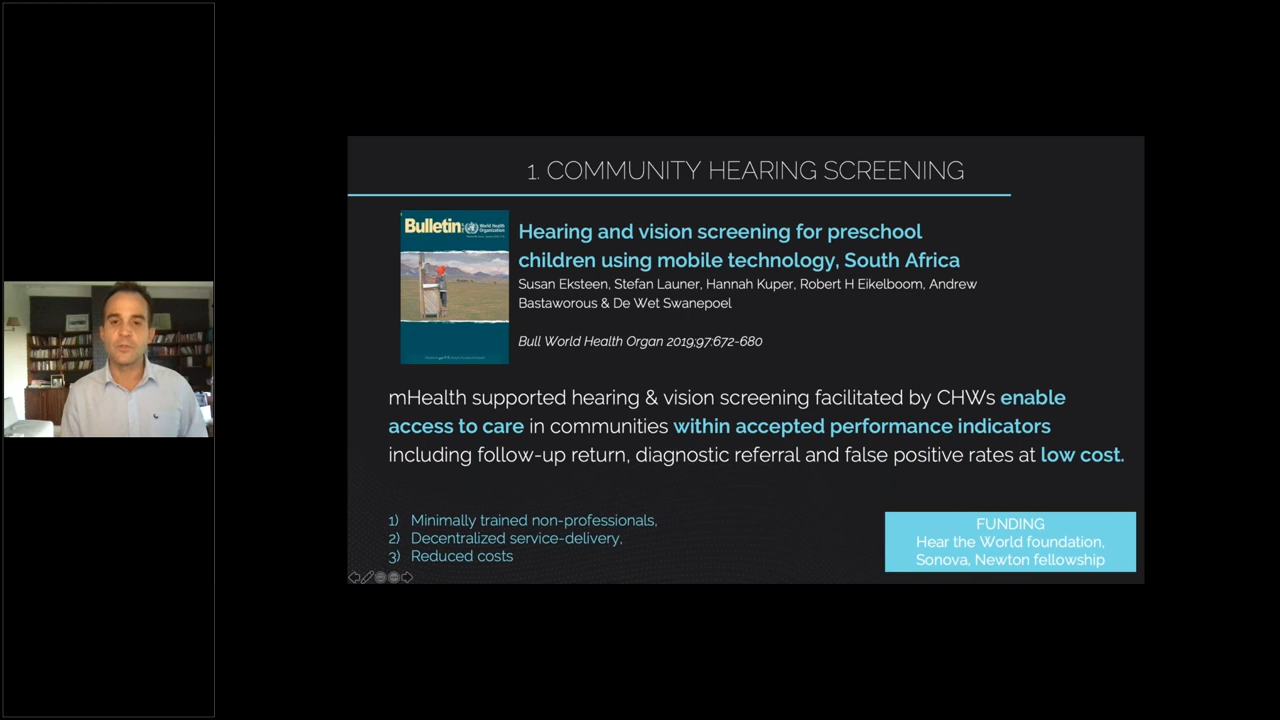 1. COMMUNITY HEARING SCREENING
Bulletin
World Health
Organization
Hearing and vision screening for preschool
children using mobile technology, South Africa
Susan Eksteen, Stefan Launer, Hannah Kuper, Robert H Eikelboom, Andrew
Bastaworous & De Wet Swanepoel
Bull World Health Organ 2019;97:672-680
mHealth supported hearing & vision screening facilitated by CHWs enable
access to care in communities within accepted performance indicators
including follow-up return, diagnostic referral and false positive rates at low cost.
1) Minimally trained non-professionals,
2) Decentralized service-delivery,
3) Reduced costs
FUNDING
Hear the World foundation,
Sonova, Newton fellowship